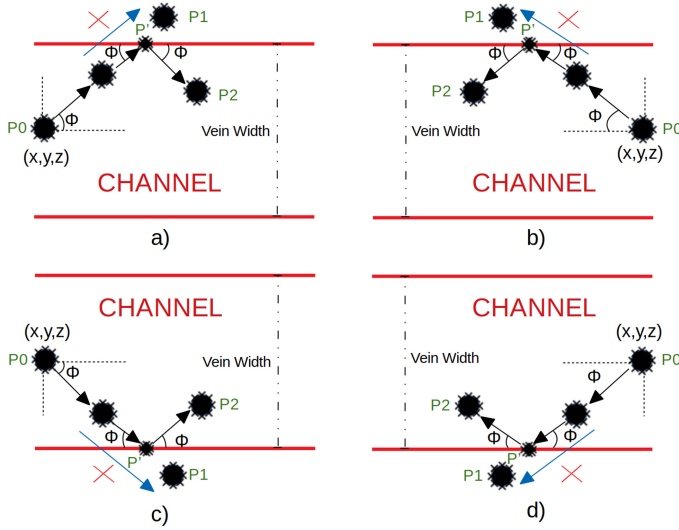 P1
P'
Φ Φ
P2
P0
Φ
(x,y,z)
Vein Width
CHANNEL
a)
P1
P'
Φ Φ
P2
Φ
P0
(x,y,z)
Vein Width
CHANNEL
b)
CHANNEL
(x,y,z)
P0
Φ
Vein Width
P2
Φ Φ
P'
P1
c)
CHANNEL
(x,y,z)
P0
Vein Width
Φ
P2
Φ Φ
P'
P1
d)